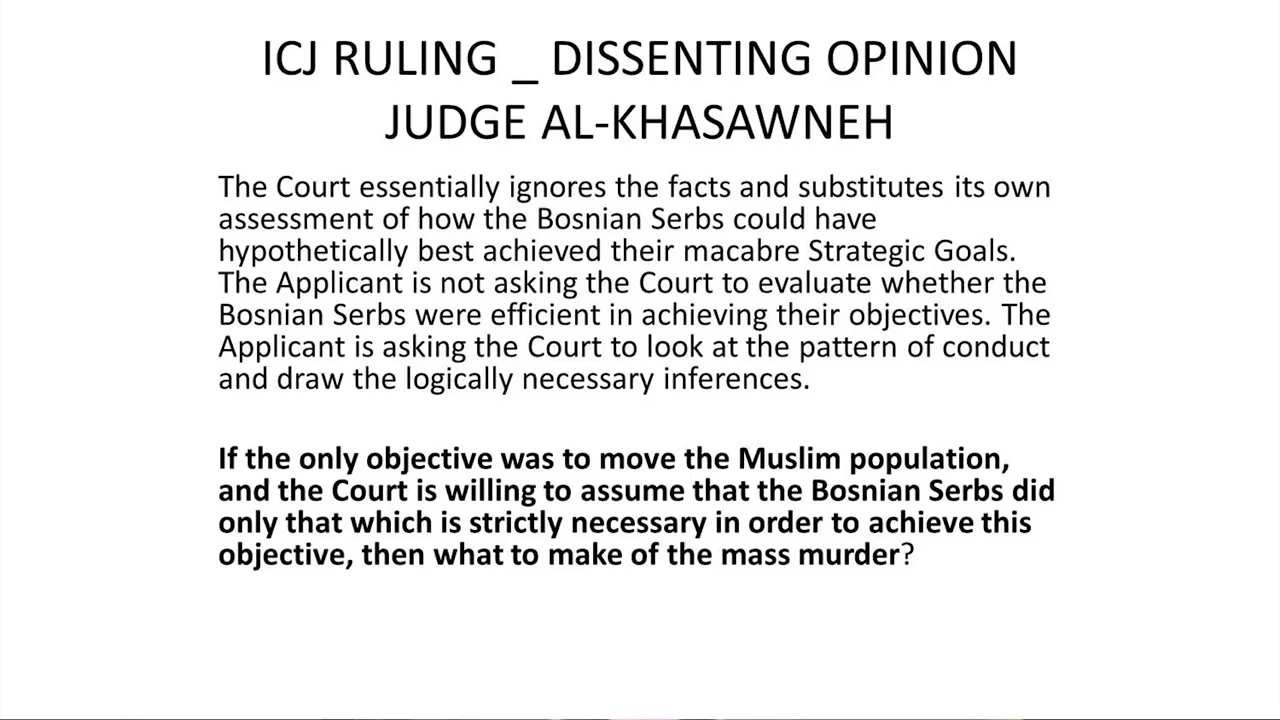 ICJ RULING _ DISSENTING OPINION
JUDGE AL-KHASAWNEH
The Court essentially ignores the facts and substitutes its own
assessment of how the Bosnian Serbs could have
hypothetically best achieved their macabre Strategic Goals.
The Applicant is not asking the Court to evaluate whether the
Bosnian Serbs were efficient in achieving their objectives. The
Applicant is asking the Court to look at the pattern of conduct
and draw the logically necessary inferences.
If the only objective was to move the Muslim population,
and the Court is willing to assume that the Bosnian Serbs did
only that which is strictly necessary in order to achieve this
objective, then what to make of the mass murder?